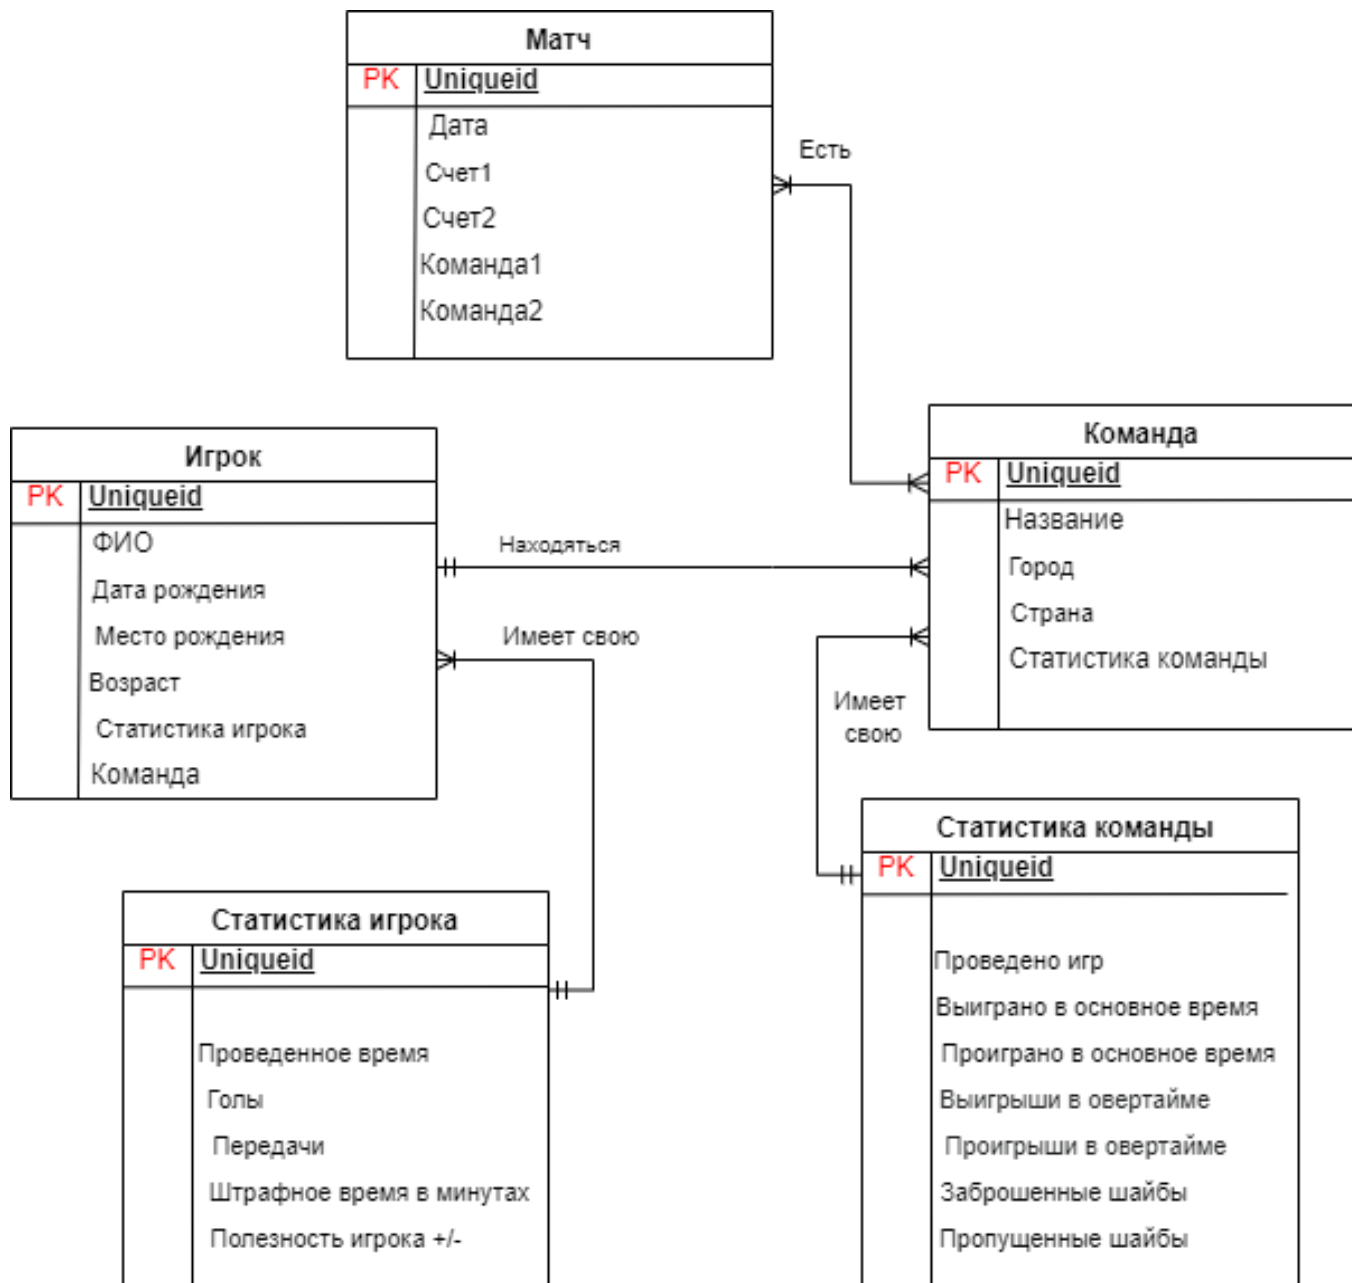 Матч
PK Uniqueid
Дата
Счет1
Счет2
Команда1
Команда2
Есть
Игрок
PK Uniqueid
ФИО
Дата рождения
Место рождения
Возраст
Статистика игрока
Команда
Находяться
Имеет свою
Команда
PK Uniqueid
Название
Город
Страна
Статистика команды
Имеет
свою
Статистика игрока
PK Uniqueid
Проведенное время
Голы
Передачи
Штрафное время в минутах
Полезность игрока +/-
Статистика команды
PK Uniqueid
Проведено игр
Выиграно в основное время
Проиграно в основное время
Выигрыши в овертайме
Проигрыши в овертайме
Заброшенные шайбы
Пропущенные шайбы